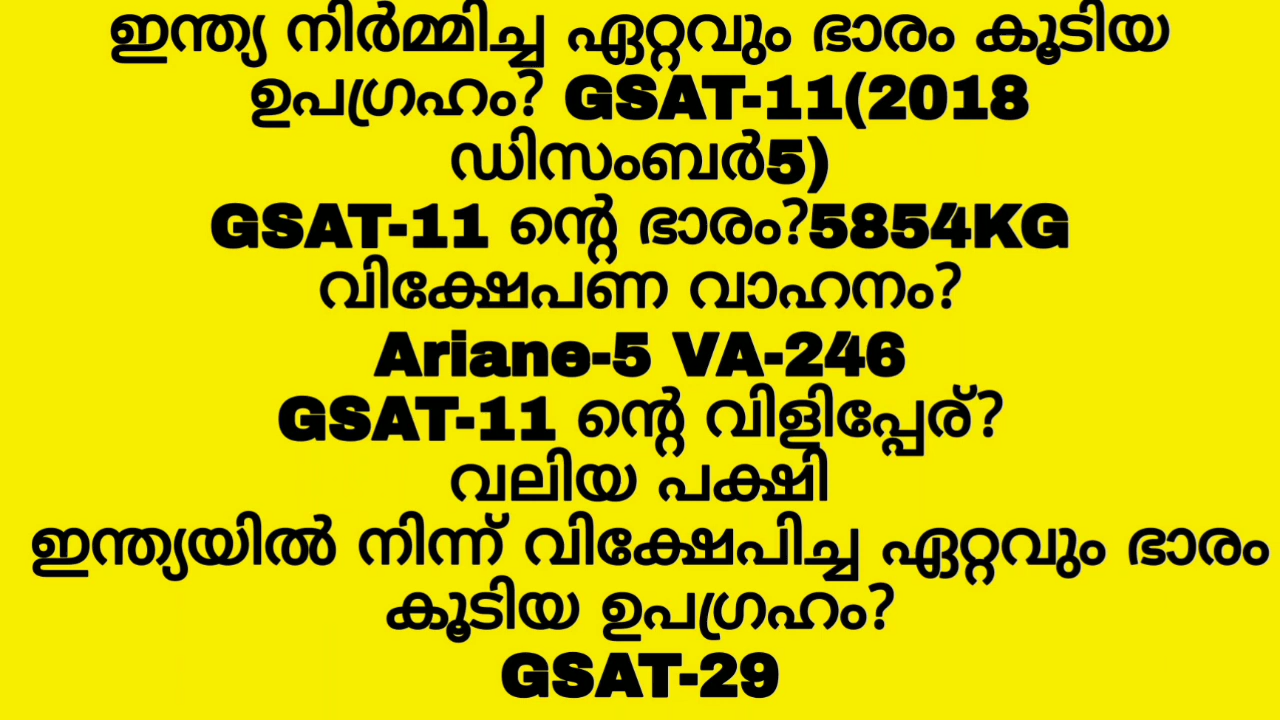 ഇന്ത്യ നിർമ്മിച്ച ഏറ്റവും ഭാരം കൂടിയ
ഉപഗ്രഹം? GSAT-11(2018
ഡിസംബർ5)
GSAT-11 ന്റെ ഭാരം?5854KG
വിക്ഷേപണ വാഹനം?
Ariane-5 VA-246
GSAT-11 ന്റെ വിളിപ്പേര്?
വലിയ പക്ഷി
ഇന്ത്യയിൽ നിന്ന് വിക്ഷേപിച്ച ഏറ്റവും ഭാരം
കൂടിയ ഉപഗ്രഹം?
GSAT-29